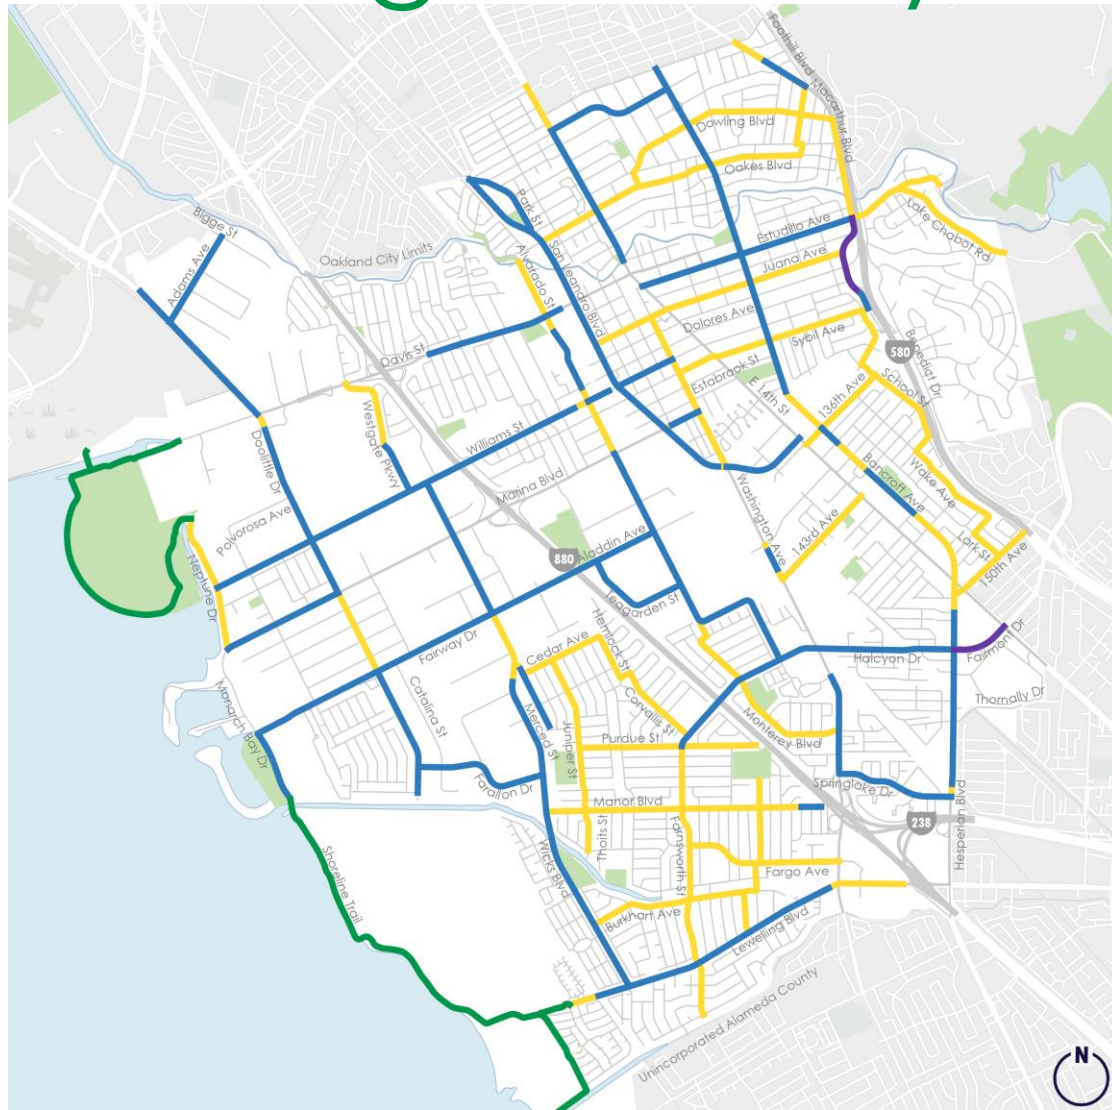 Foothill Blvd
Macarthur Blvd
Dowling Blvd
Oakes Blvd
Lake Chabot Rd
Park St
Bigge St
Estudillo Ave
Adams Ave
Oakland City Limits
Juana Ave
Alvarado St
San Leandro Blvd
Dolores Ave
Sybil Ave
Benedict Dr
580
Davis St
Estabrook St
E 14th St
136th Ave
School St
Westgate Pkwy
Williams St
Doolittle Dr
Bancroft Ave
Wake Ave
Marina Blvd
Washington Ave
Polvorosa Ave
143rd Ave
Lark St
150th Ave
Aladdin Ave
880
Neptune Dr
Teagarden St
Hemlock St
Fairway Dr
Cedar Ave
Halcyon Dr
Fairmont Dr
Thornally Dr
Monarch Bay Dr
Catalina St
Merced St
Corvallis St
Juniper St
Purdue St
Monterey Blvd
Farallon Dr
Springlake Dr
Manor Blvd
238
Hesperian Blvd
Thoits St
Farnsworth St
Wicks Blvd
Shoreline Trail
Fargo Ave
Burkhart Ave
Lewelling Blvd
Unincorporated Alameda County
N